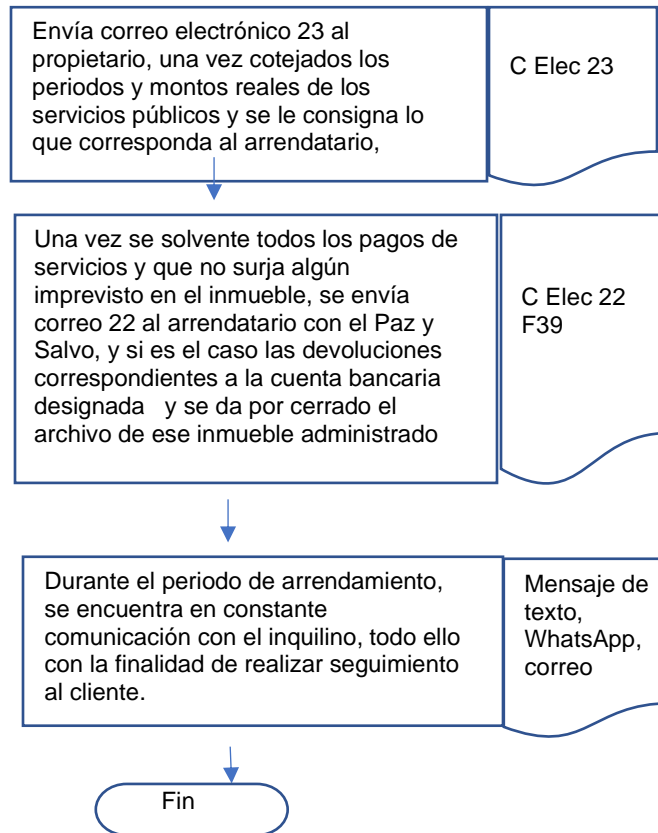 Envía correo electrónico 23 al
propietario, una vez cotejados los
periodos y montos reales de los
servicios públicos y se le consigna lo
que corresponda al arrendatario,
C Elec 23
Una vez se solvente todos los pagos de
servicios y que no surja algún
imprevisto en el inmueble, se envía
correo 22 al arrendatario con el Paz y
Salvo, y si es el caso las devoluciones
correspondientes a la cuenta bancaria
designada y se da por cerrado el
archivo de ese inmueble administrado
C Elec 22
F39
Durante el periodo de arrendamiento,
se encuentra en constante
comunicación con el inquilino, todo ello
con la finalidad de realizar seguimiento
al cliente.
Mensaje de
texto,
WhatsApp,
correo
Fin